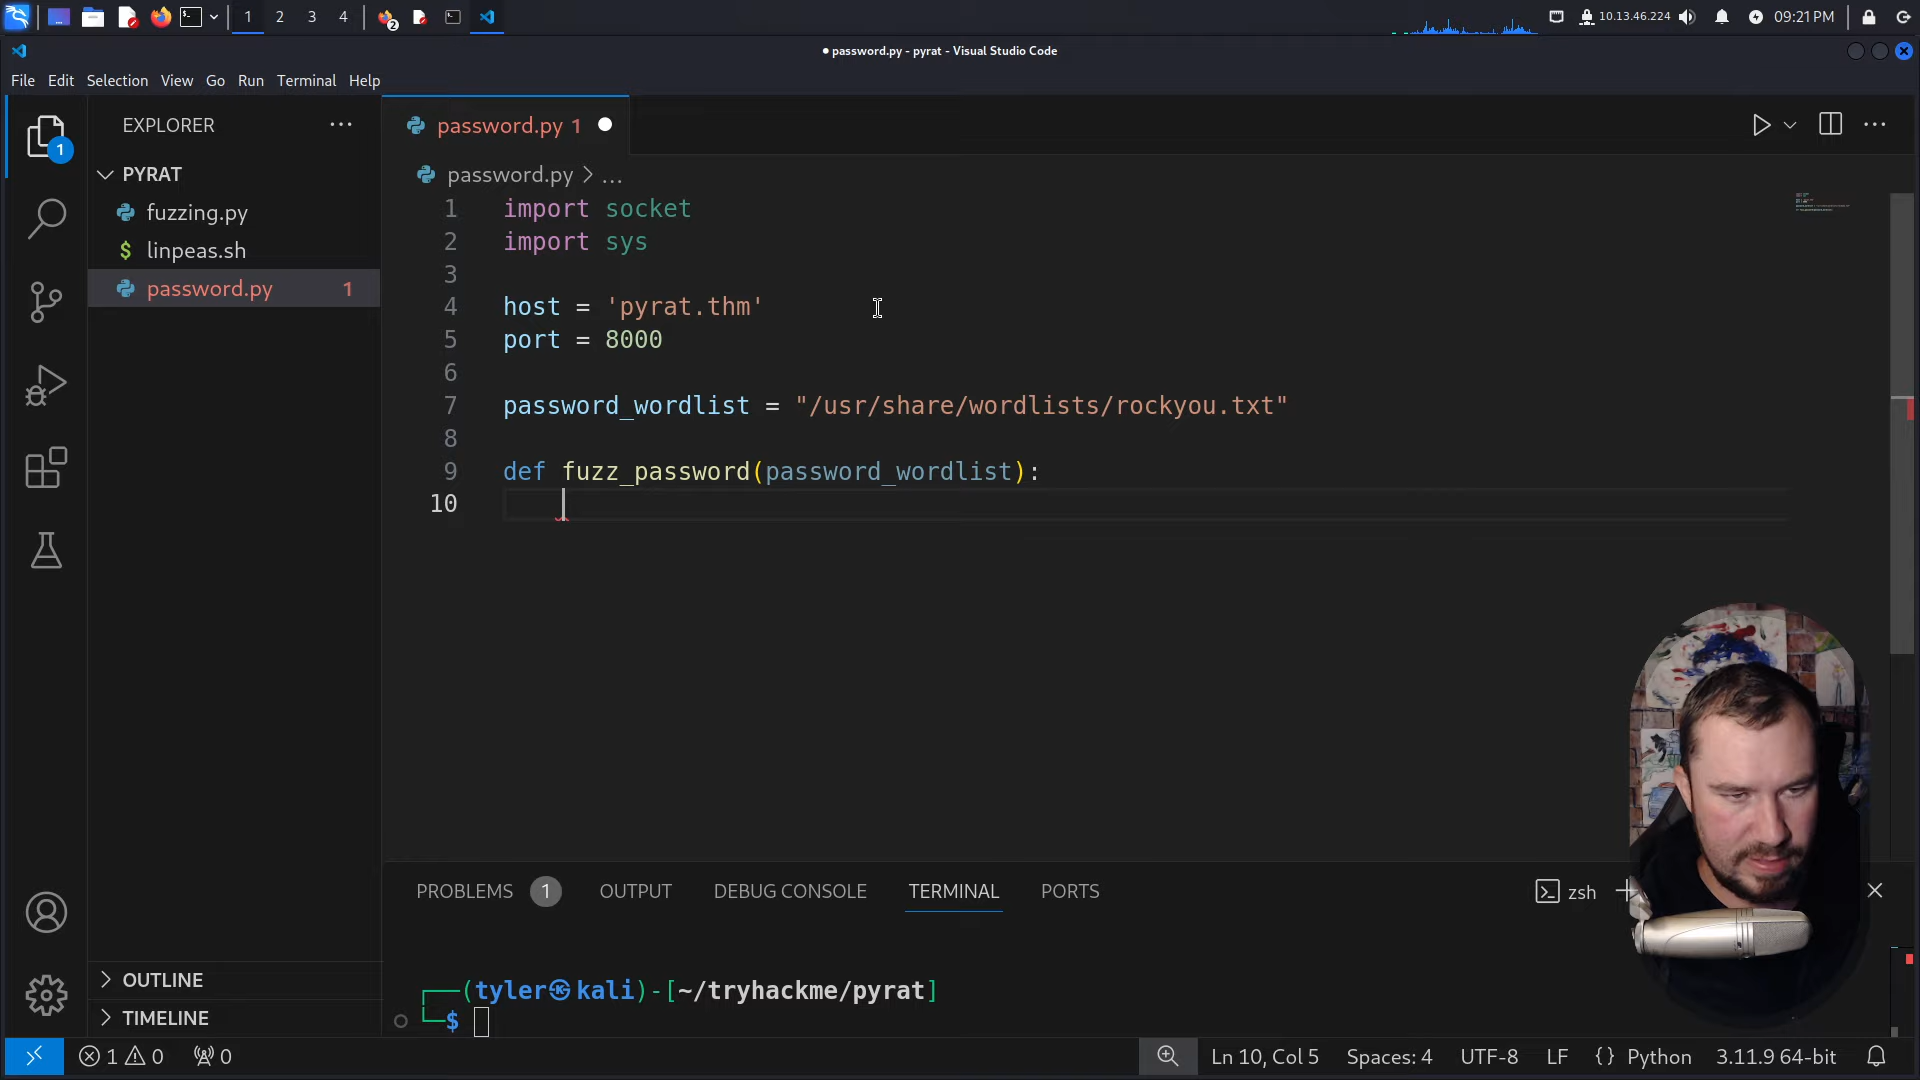 1 2 3 4 2 10.13.46.224 09:21 PM
● password.py - pyrat - Visual Studio Code
File Edit Selection View Go Run Terminal Help
EXPLORER ...
1
PYRAT
fuzzing.py
$ linpeas.sh
password.py 1
OUTLINE
TIMELINE
password.py 1 ●
password.py > ...
1 import socket
2 import sys
3
4 host = 'pyrat.thm'
5 port = 8000
6
7 password_wordlist = "/usr/share/wordlists/rockyou.txt"
8
9 def fuzz_password(password_wordlist):
10
PROBLEMS 1 OUTPUT DEBUG CONSOLE TERMINAL PORTS zsh
┌──(tyler㉿kali)-[~/tryhackme/pyrat]
└─$
1 0 0 Ln 10, Col 5 Spaces: 4 UTF-8 LF {} Python 3.11.9 64-bit